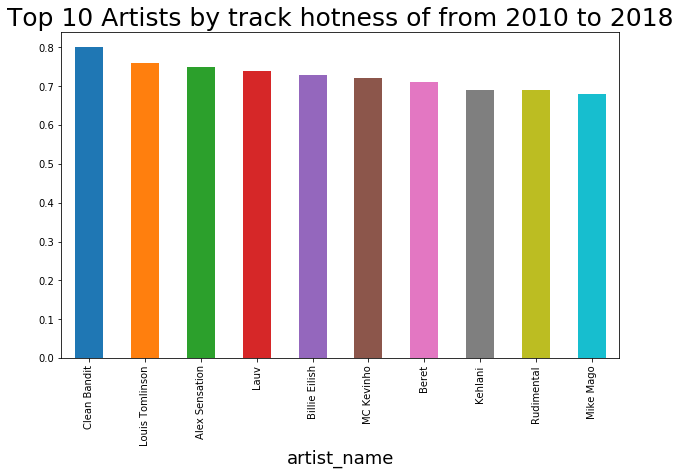 Top 10 Artists by track hotness of from 2010 to 2018
0.8
0.7
0.6
0.5
0.4
0.3
0.2
0.1
0.0
Clean Bandit
Louis Tomlinson
Alex Sensation
Lauv
Billie Eilish
MC Kevinho
Beret
Kehlani
Rudimental
Mike Mago
artist_name